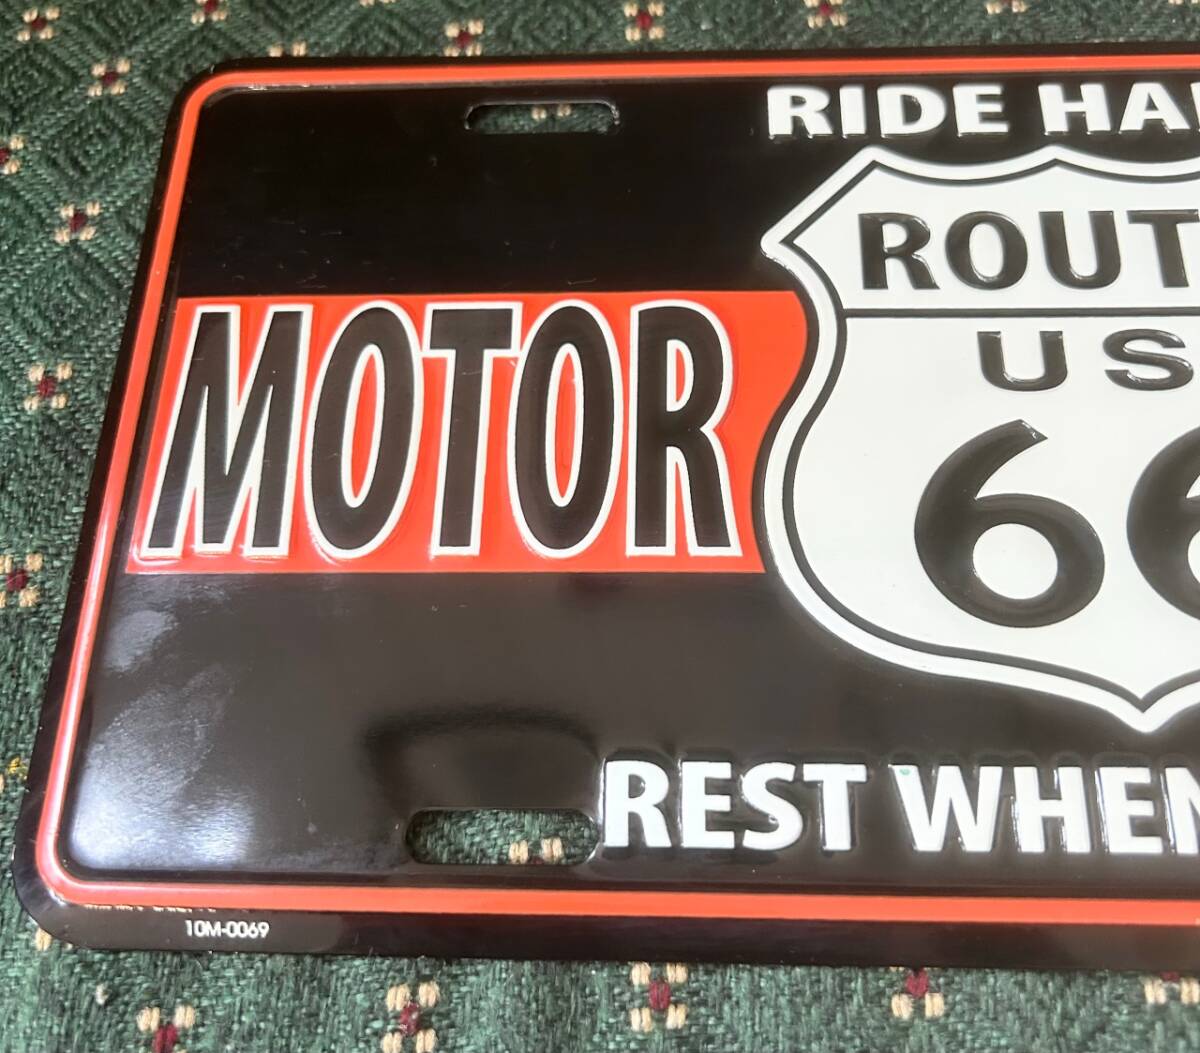 RIDE HA
ROUT
MOTOR
US
66
REST WHEN
10M-0069